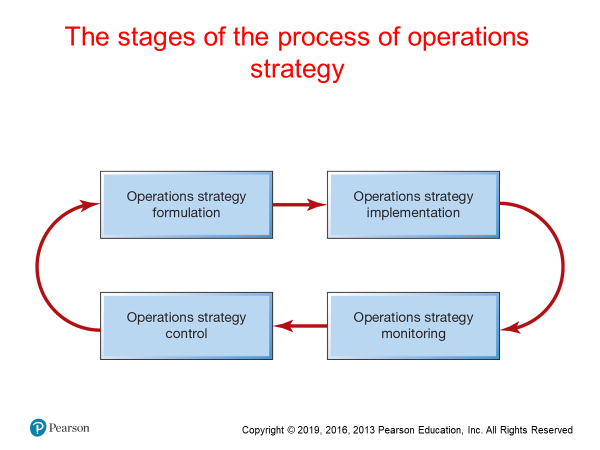 The stages of the process of operations
strategy
Operations strategy
formulation
Operations strategy
implementation
Operations strategy
control
Operations strategy
monitoring
Pearson
Copyright © 2019, 2016, 2013 Pearson Education, Inc. All Rights Reserved